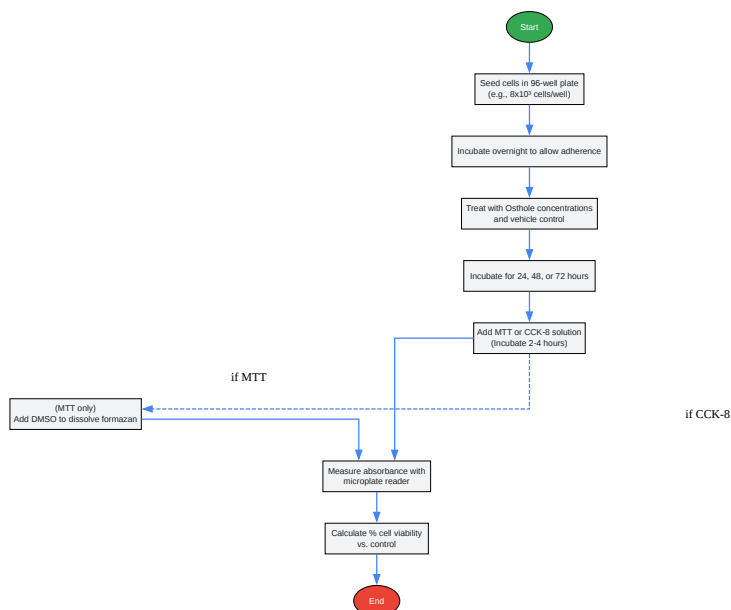 Start
Seed cells in 96-well plate
(e.g., 8x10³ cells/well)
Incubate overnight to allow adherence
Treat with Osthole concentrations
and vehicle control
Incubate for 24, 48, or 72 hours
Add MTT or CCK-8 solution
(Incubate 2-4 hours)
if MTT
(MTT only)
Add DMSO to dissolve formazan
if CCK-8
Measure absorbance with
microplate reader
Calculate % cell viability
vs. control
End